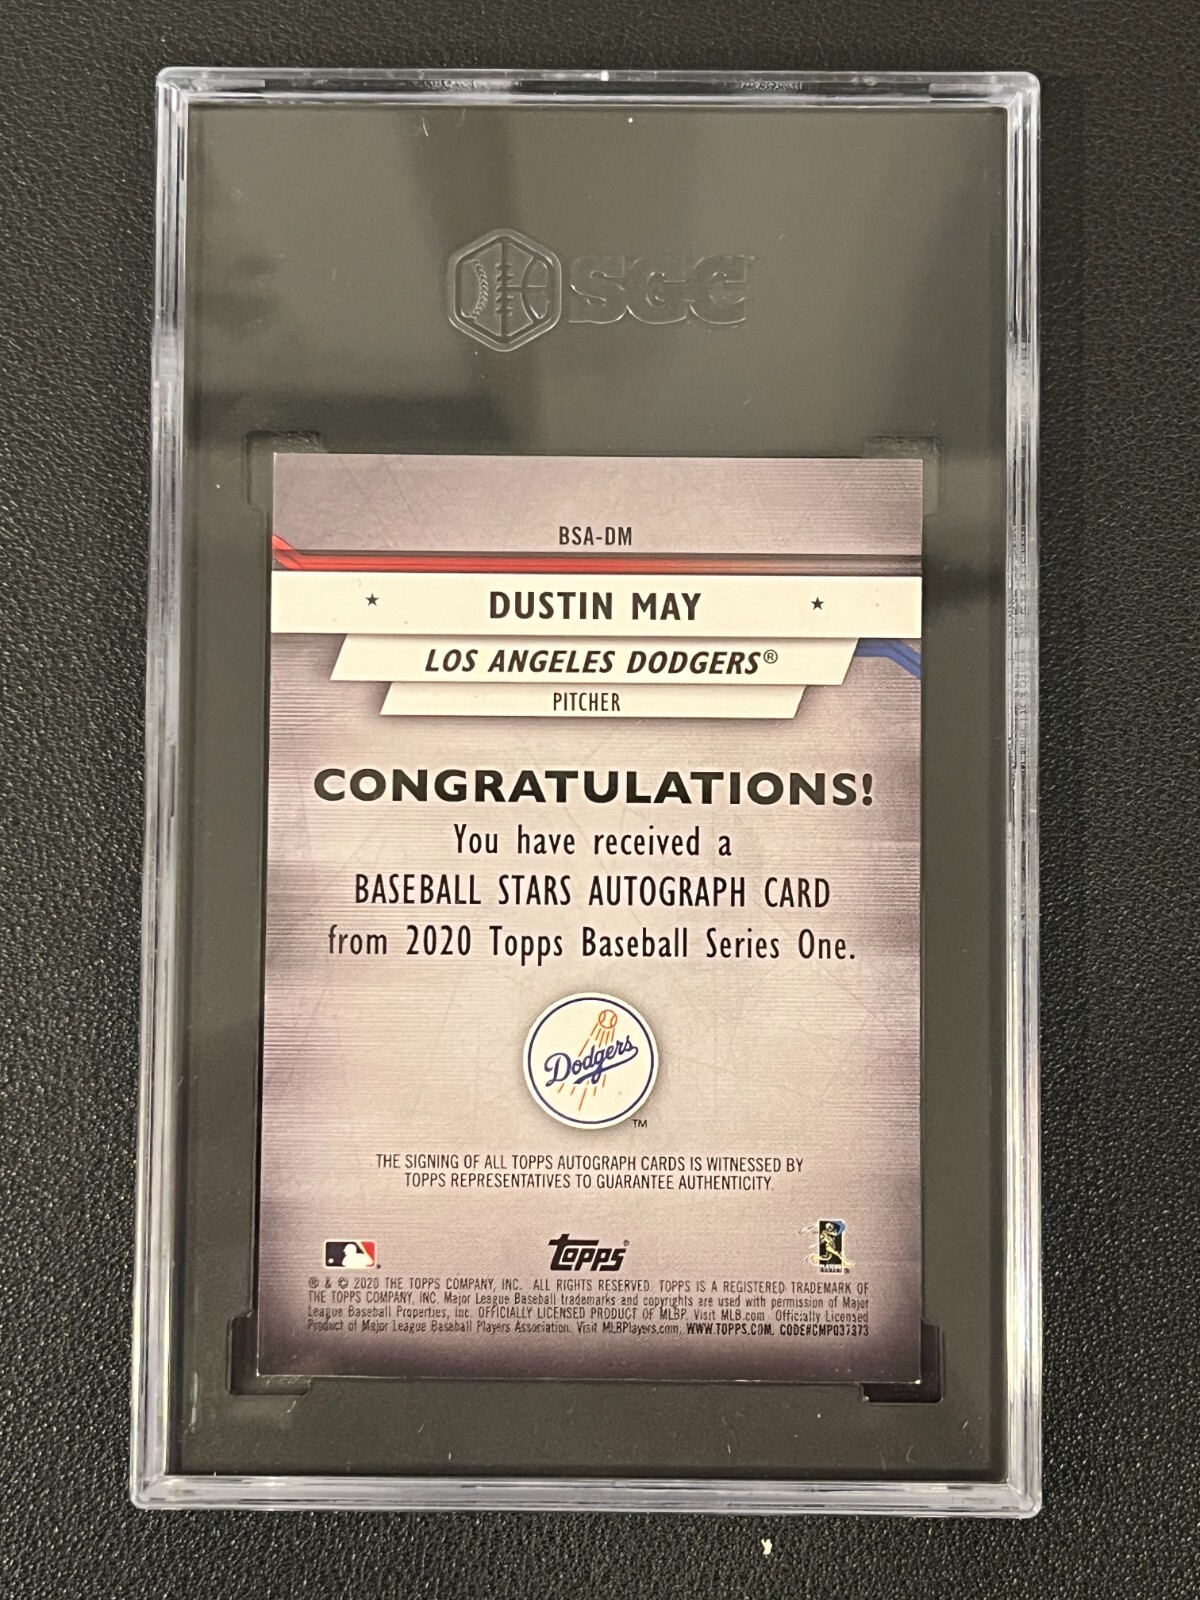 SGC
BSA-DM
DUSTIN MAY
LOS ANGELES DODGERS®
PITCHER
CONGRATULATIONS!
You have received a
BASEBALL STARS AUTOGRAPH CARD
from 2020 Topps Baseball Series One.
Dodgers
TM
THE SIGNING OF ALL TOPPS AUTOGRAPH CARDS IS WITNESSED BY
TOPPS REPRESENTATIVES TO GUARANTEE AUTHENTICITY.
topps®
® & © 2020 THE TOPPS COMPANY, INC. ALL RIGHTS RESERVED. TOPPS IS A REGISTERED TRADEMARK OF
THE TOPPS COMPANY, INC. Major League Baseball trademarks and copyrights are used with permission of Major
League Baseball Properties, Inc. OFFICIALLY LICENSED PRODUCT OF MLBP. Visit MLB.com Officially Licensed
Product of Major League Baseball Players Association. Visit MLBPlayers.com. WWW.TOPPS.COM. CODE#CMP037373